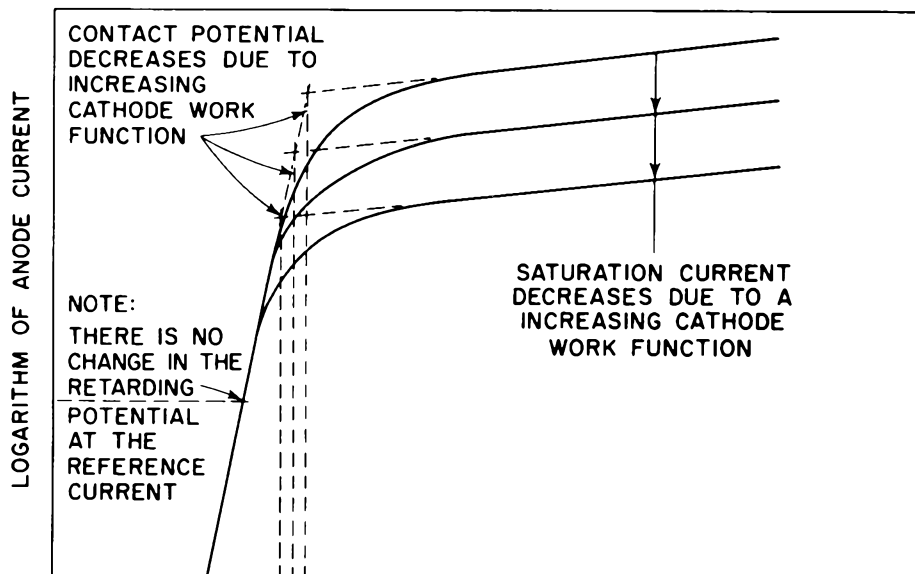 CONTACT POTENTIAL
DECREASES DUE TO
INCREASING
CATHODE WORK
FUNCTION
LOGARITHM OF ANODE CURRENT
NOTE:
THERE IS NO
CHANGE IN THE
RETARDING
POTENTIAL
AT THE
REFERENCE
CURRENT
SATURATION CURRENT
DECREASES DUE TO A
INCREASING CATHODE
WORK FUNCTION